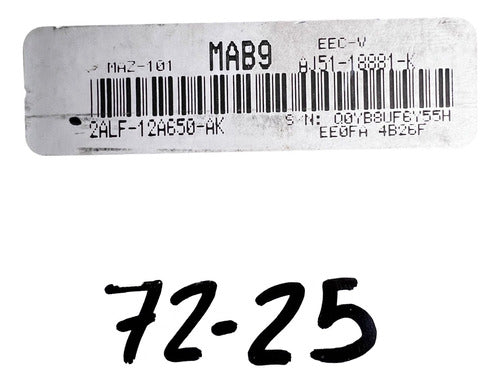 MAZ-101 MAB9 EEC-V
AJ51-18881-K
2ALF-12A650-AK S/N: 00YB8UF6Y55H
EE0FA 4B26F
72-25